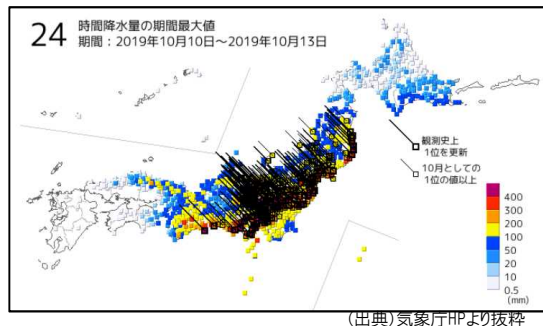 24 時間降水量の期間最大値
期間：2019年10月10日～2019年10月13日
観測史上
1位を更新
10月としての
1位の値以上
400
300
200
100
50
20
10
0.5
(mm)
(出典)気象庁HPより抜粋